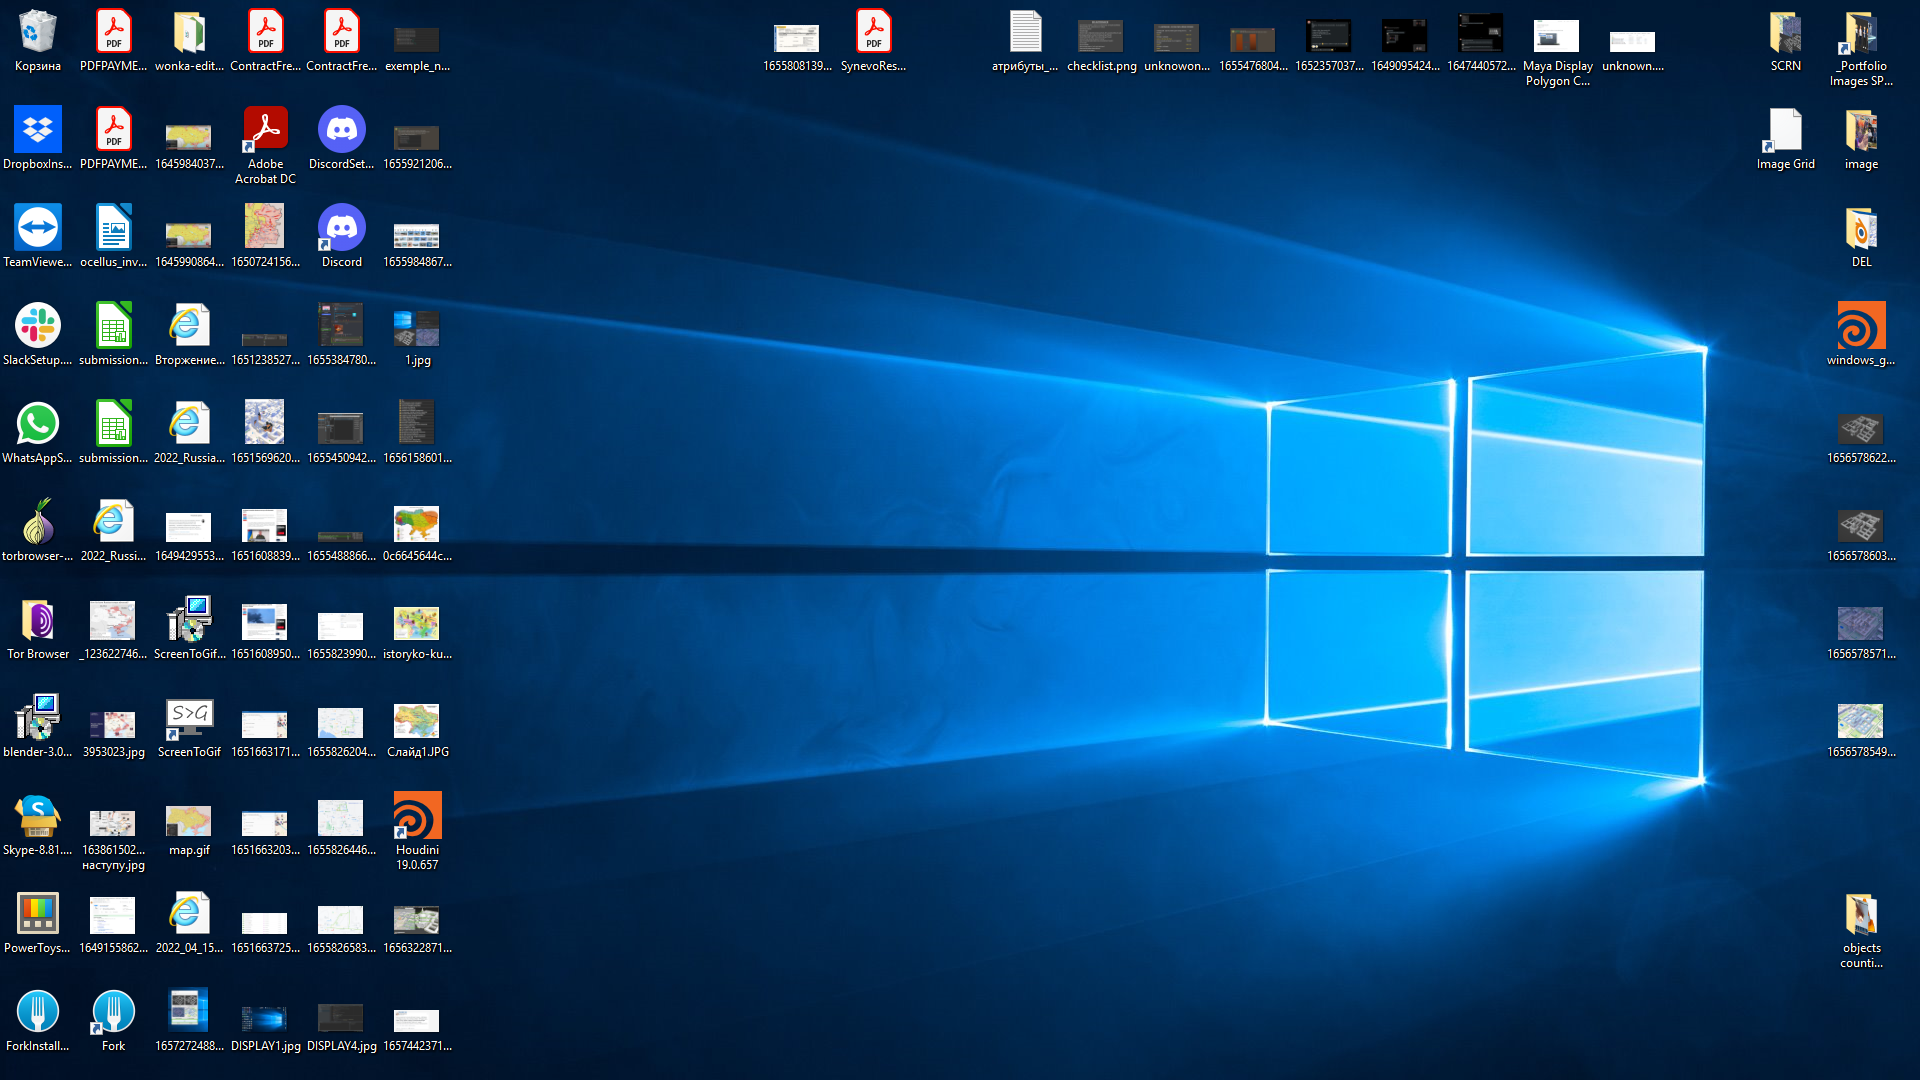 Корзина
PDFPAYME...
wonka-edit...
ContractFre...
ContractFre...
exemple_n...
1655808139...
SynevoRes...
атрибуты_...
checklist.png
unknowon...
1655476804...
1652357037...
1649095424...
1647440572...
Maya Display
Polygon C...
unknown....
SCRN
_Portfolio
Images SP...
DropboxIns...
PDFPAYME...
1645984037...
Adobe
Acrobat DC
DiscordSet...
1655921206...
Image Grid
image
TeamViewe...
ocellus_inv...
1645990864...
1650724156...
Discord
1655984867...
DEL
SlackSetup....
submission...
Вторжение...
1651238527...
1655384780...
1.jpg
windows_g...
WhatsAppS...
submission...
2022_Russia...
1651569620...
1655450942...
1656158601...
1656578622...
torbrowser-...
2022_Russi...
1649429553...
1651608839...
1655488866...
0c6645644c...
1656578603...
Tor Browser
_123622746...
ScreenToGif...
1651608950...
1655823990...
istoryko-ku...
1656578571...
blender-3.0...
3953023.jpg
S>G
ScreenToGif
1651663171...
1655826204...
Слайд1.JPG
1656578549...
Skype-8.81....
163861502...
наступу.jpg
map.gif
1651663203...
1655826446...
Houdini
19.0.657
PowerToys...
1649155862...
2022_04_15...
1651663725...
1655826583...
1656322871...
objects
counti...
ForkInstall...
Fork
1657272488...
DISPLAY1.jpg
DISPLAY4.jpg
1657442371...